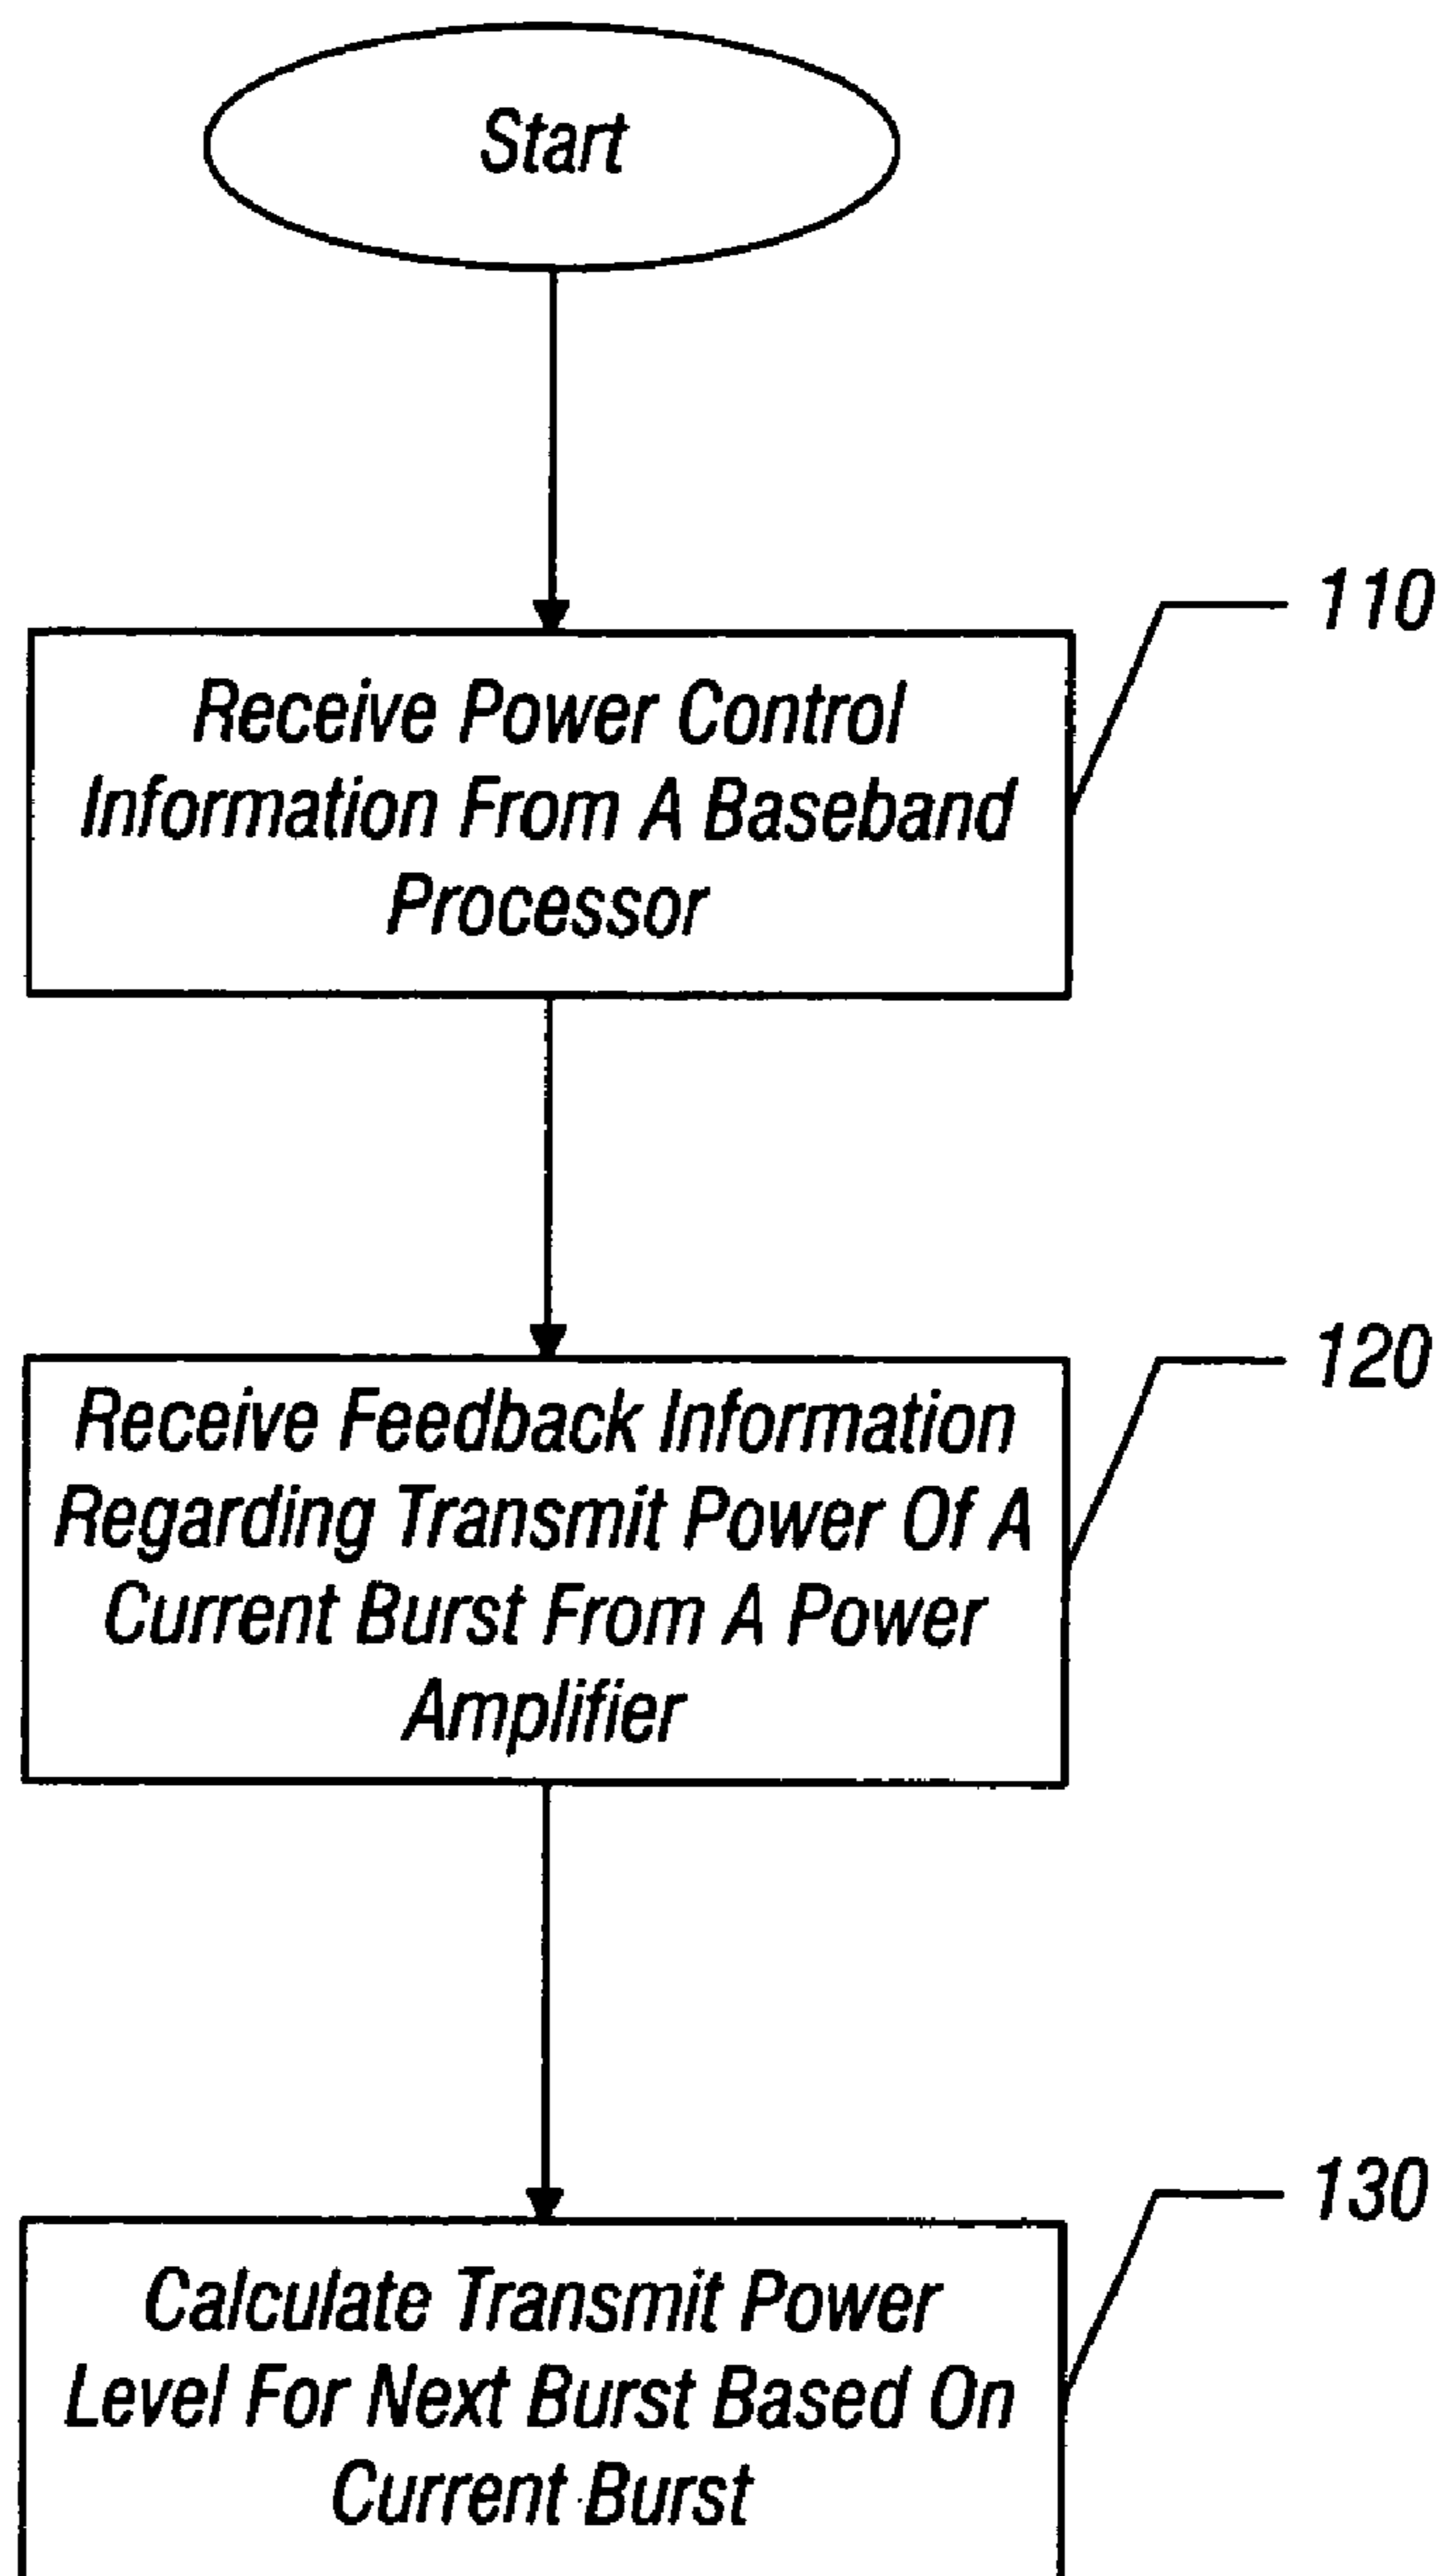 Start
110
Receive Power Control
Information From A Baseband
Processor
120
Receive Feedback Information
Regarding Transmit Power Of A
Current Burst From A Power
Amplifier
130
Calculate Transmit Power
Level For Next Burst Based On
Current Burst